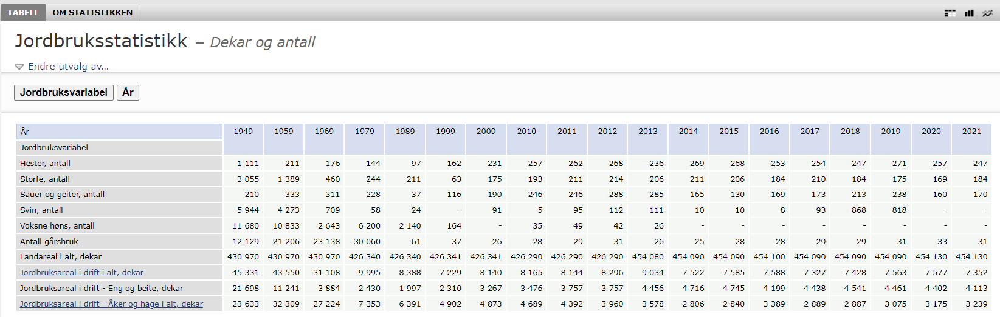 TABELL OM STATISTIKKEN
Jordbruksstatistikk – Dekar og antall
Endre utvalg av...
Jordbruksvariabel År
År 1949 1959 1969 1979 1989 1999 2009 2010 2011 2012 2013 2014 2015 2016 2017 2018 2019 2020 2021
Jordbruksvariabel
Hester, antall 1 111 211 176 144 97 162 231 257 262 268 236 269 268 253 254 247 271 257 247
Storfe, antall 3 055 1 389 460 244 211 63 175 193 211 214 206 211 206 184 210 184 175 169 184
Sauer og geiter, antall 210 333 311 228 37 116 190 246 246 288 285 165 130 169 173 213 238 160 170
Svin, antall 5 944 4 273 709 58 24 - 91 5 95 112 111 10 10 8 93 868 818 - -
Voksne høns, antall 11 680 10 833 2 643 6 200 2 140 164 - 35 49 42 26 - - - - - - - -
Antall gårsbruk 12 129 21 206 23 138 30 060 61 37 26 28 29 31 26 25 28 28 29 29 31 33 31
Landareal i alt, dekar 430 970 430 970 430 970 426 340 426 340 426 341 426 341 426 290 426 290 426 290 454 080 454 090 454 090 454 100 454 090 454 090 454 090 454 130 454 130
Jordbruksareal i drift i alt, dekar 45 331 43 550 31 108 9 995 8 388 7 229 8 140 8 165 8 144 8 296 9 034 7 522 7 585 7 588 7 327 7 428 7 563 7 577 7 352
Jordbruksareal i drift - Eng og beite, dekar 21 698 11 241 3 884 2 430 1 997 2 310 3 267 3 476 3 757 3 757 4 456 4 716 4 745 4 199 4 438 4 541 4 461 4 402 4 113
Jordbruksareal i drift - Åker og hage i alt, dekar 23 633 32 309 27 224 7 353 6 391 4 902 4 873 4 689 4 392 3 960 3 578 2 806 2 840 3 389 2 889 2 887 3 075 3 175 3 239